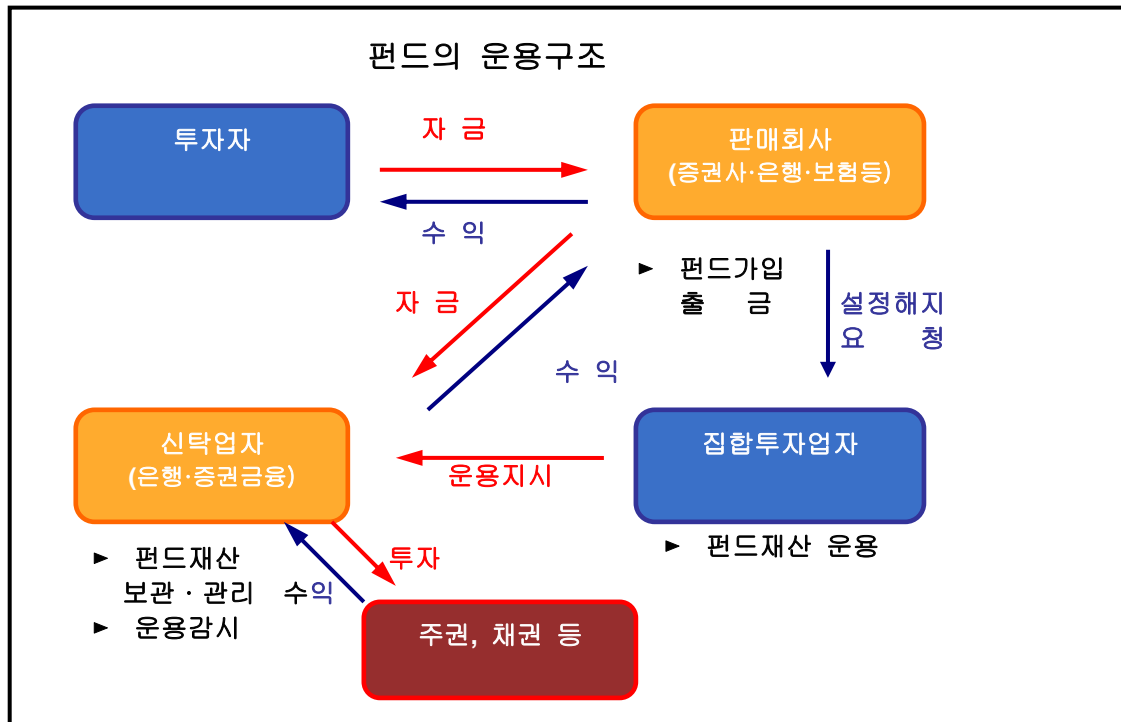 펀드의 운용구조
투자자
자 금
판매회사
(증권사·은행·보험등)
수 익
► 펀드가입
출 금
설정해지
요 청
자 금
수 익
신탁업자
(은행·증권금융)
집합투자업자
운용지시
► 펀드재산
보관 · 관리
► 운용감시
투자
수익
► 펀드재산 운용
주권, 채권 등